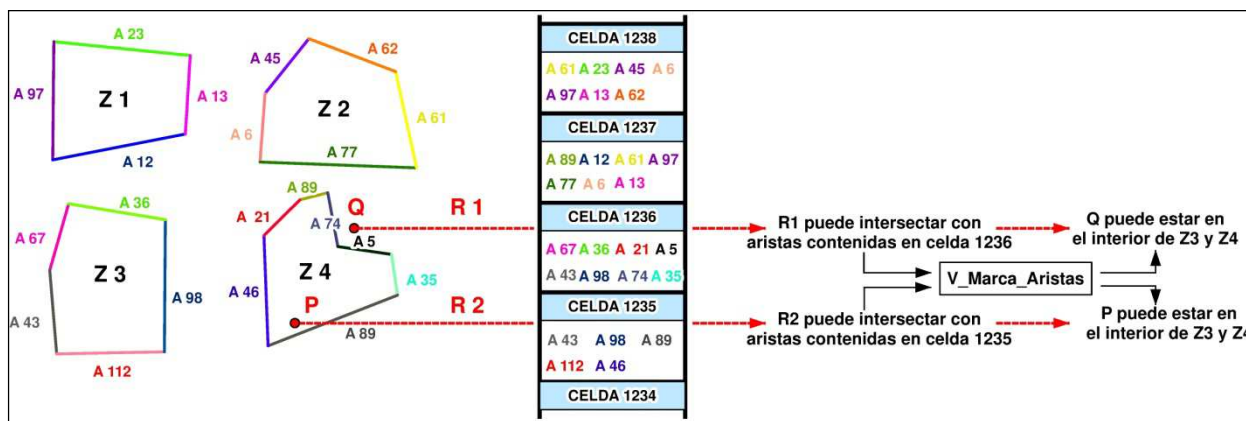 A 23
A 97
Z 1
A 13
A 12
A 45
A 62
Z 2
A 6
A 61
A 77
A 36
A 67
Z 3
A 98
A 43
A 112
A 89
A 21
Q
A 74
A 5
Z 4
A 35
A 46
P
A 89
R 1
R 2
CELDA 1238
A 61 A 23 A 45 A 6
A 97 A 13 A 62
CELDA 1237
A 89 A 12 A 61 A 97
A 77 A 6 A 13
CELDA 1236
A 67 A 36 A 21 A 5
A 43 A 98 A 74 A 35
CELDA 1235
A 43 A 98 A 89
A 112 A 46
CELDA 1234
R1 puede intersectar con
aristas contenidas en celda 1236
V_Marca_Aristas
R2 puede intersectar con
aristas contenidas en celda 1235
Q puede estar en
el interior de Z3 y Z4
P puede estar en
el interior de Z3 y Z4